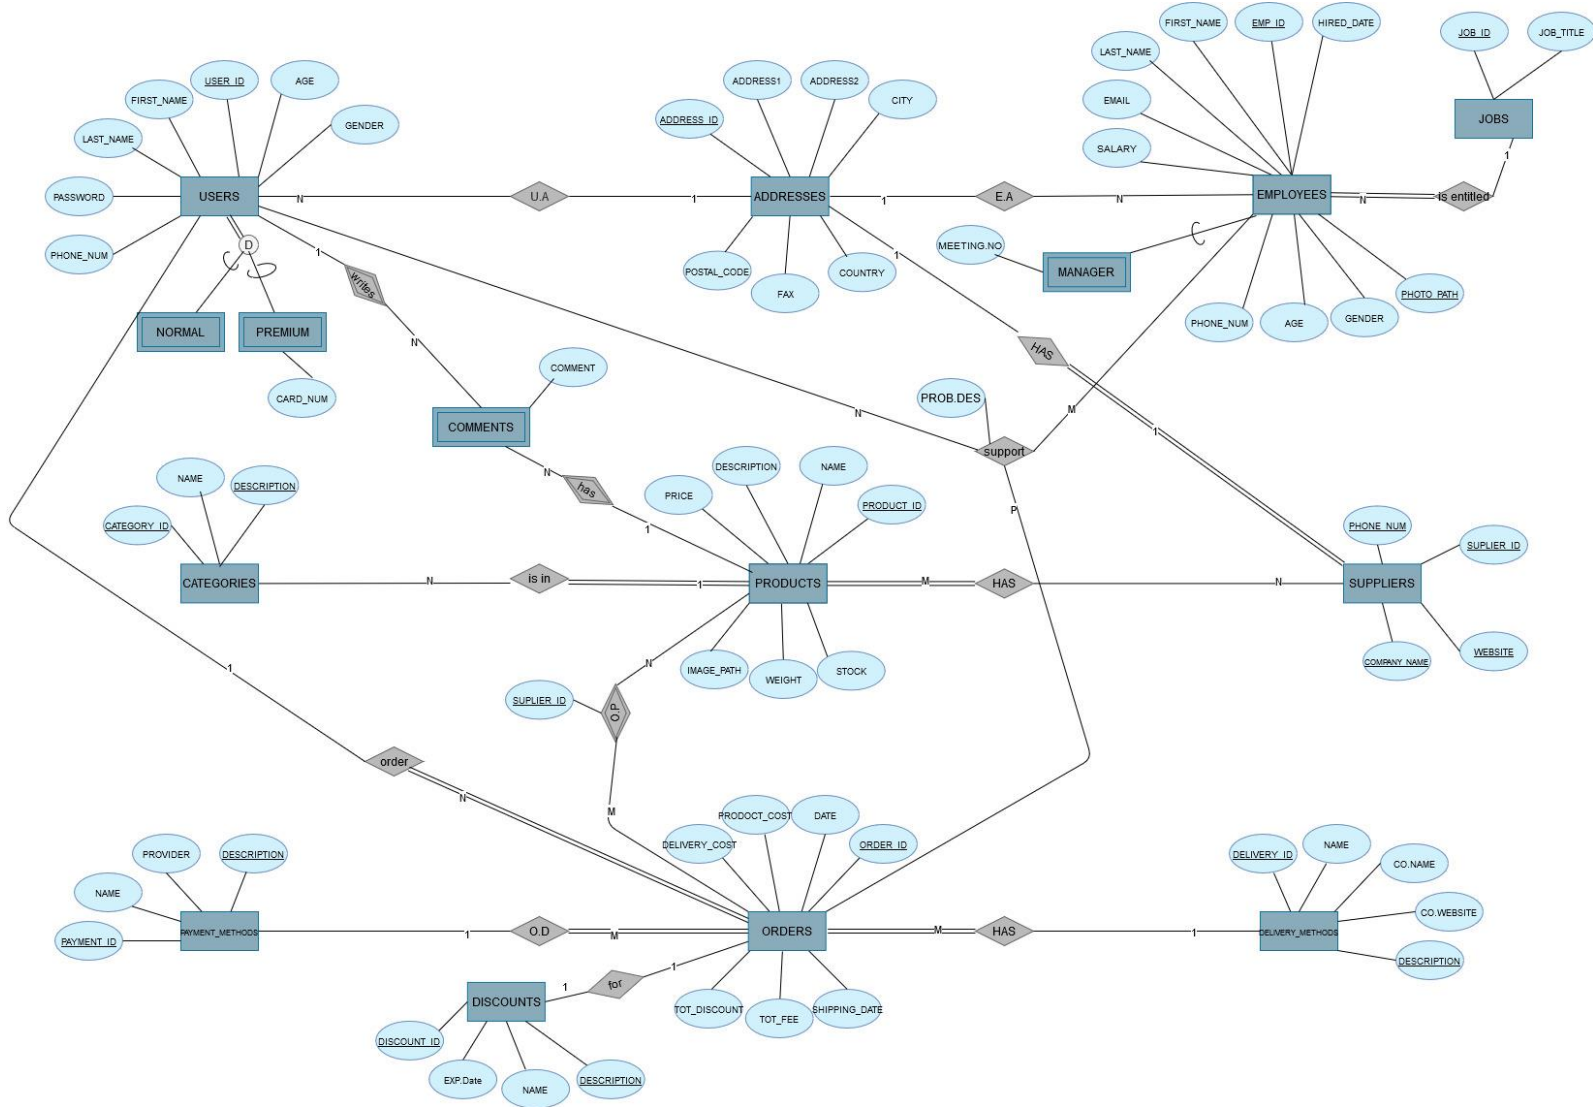 FIRST_NAME
EMP_ID
HIRED_DATE
JOB_ID
JOB_TITLE
LAST_NAME
USER_ID
AGE
ADDRESS1
ADDRESS2
FIRST_NAME
CITY
EMAIL
ADDRESS_ID
JOBS
GENDER
LAST_NAME
SALARY
1
PASSWORD
USERS
N
U.A
1
ADDRESSES
1
E.A
N
EMPLOYEES
N
is entitled
PHONE_NUM
D
1
MEETING.NO
1
MANAGER
POSTAL_CODE
COUNTRY
FAX
writes
PHONE_NUM
AGE
GENDER
PHOTO_PATH
NORMAL
PREMIUM
N
HAS
COMMENT
CARD_NUM
PROB.DES
N
M
COMMENTS
1
support
N
has
NAME
DESCRIPTION
DESCRIPTION
NAME
PRICE
PRODUCT_ID
P
CATEGORY_ID
1
PHONE_NUM
SUPLIER_ID
CATEGORIES
N
is in
1
PRODUCTS
M
HAS
N
SUPPLIERS
1
N
IMAGE_PATH
WEIGHT
STOCK
COMPANY_NAME
WEBSITE
SUPLIER_ID
O.P
order
N
M
PRODOCT_COST
DATE
DELIVERY_COST
ORDER_ID
PROVIDER
DESCRIPTION
DELIVERY_ID
NAME
CO.NAME
NAME
CO.WEBSITE
PAYMENT_ID
PAYMENT_METHODS
1
O.D
M
ORDERS
M
HAS
1
DELIVERY_METHODS
DESCRIPTION
DISCOUNTS
1
for
1
TOT_DISCOUNT
TOT_FEE
SHIPPING_DATE
DISCOUNT_ID
EXP.Date
NAME
DESCRIPTION